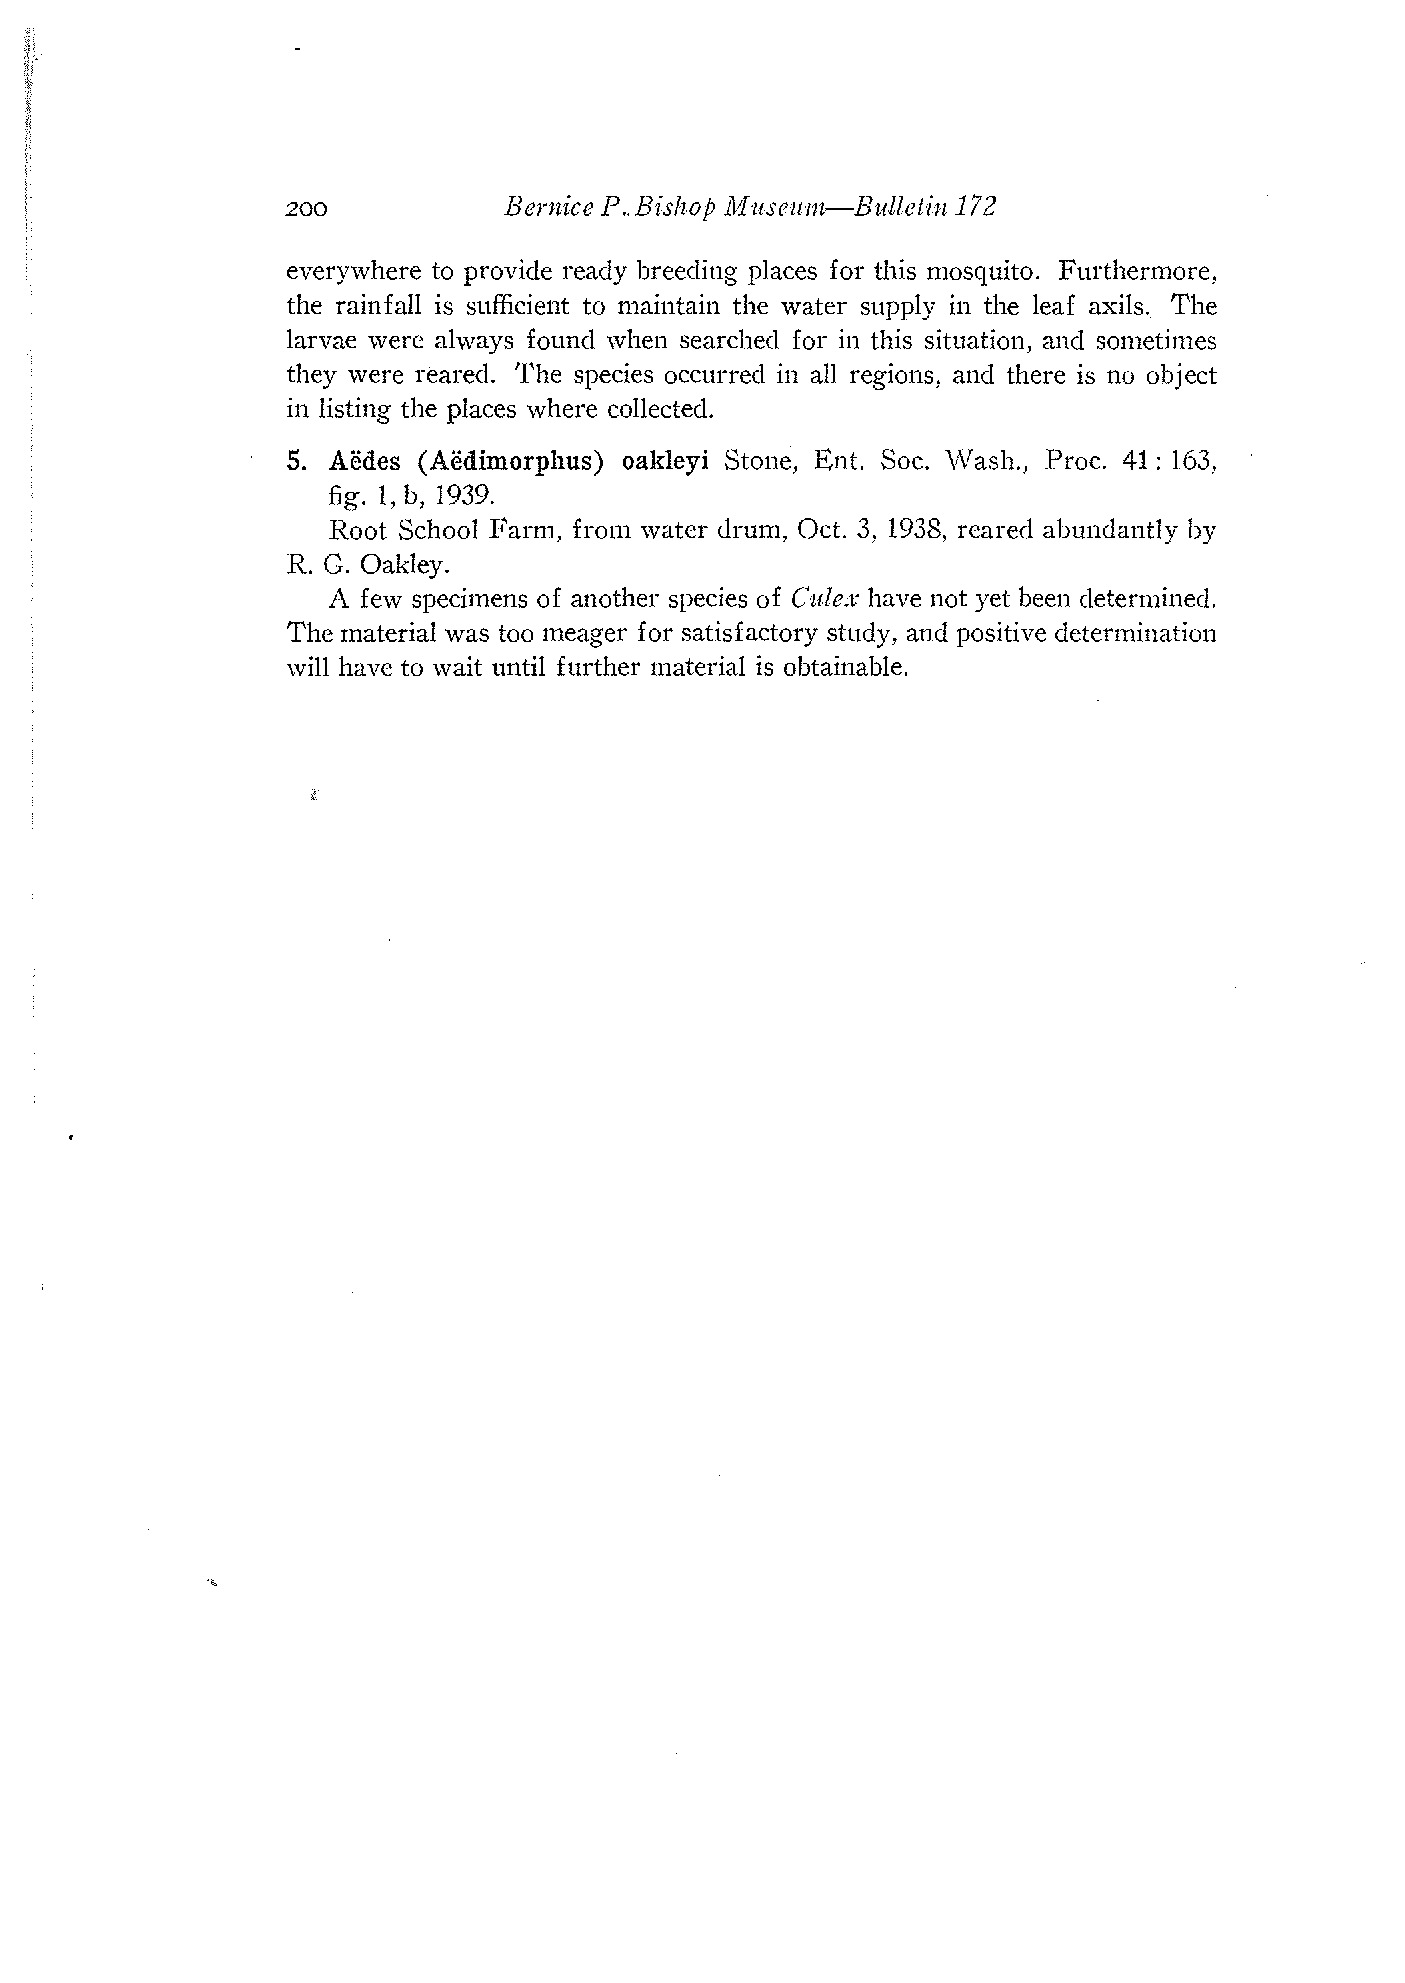 200 Bernice P. Bishop Museum—Bulletin 172
everywhere to provide ready breeding places for this mosquito. Furthermore,
the rainfall is sufficient to maintain the water supply in the leaf axils. The
larvae were always found when searched for in this situation, and sometimes
they were reared. The species occurred in all regions, and there is no object
in listing the places where collected.
5. Aëdes (Aëdimorphus) oakleyi Stone, Ent. Soc. Wash., Proc. 41: 163,
fig. 1, b, 1939.
Root School Farm, from water drum, Oct. 3, 1938, reared abundantly by
R. G. Oakley.
A few specimens of another species of Culex have not yet been determined.
The material was too meager for satisfactory study, and positive determination
will have to wait until further material is obtainable.